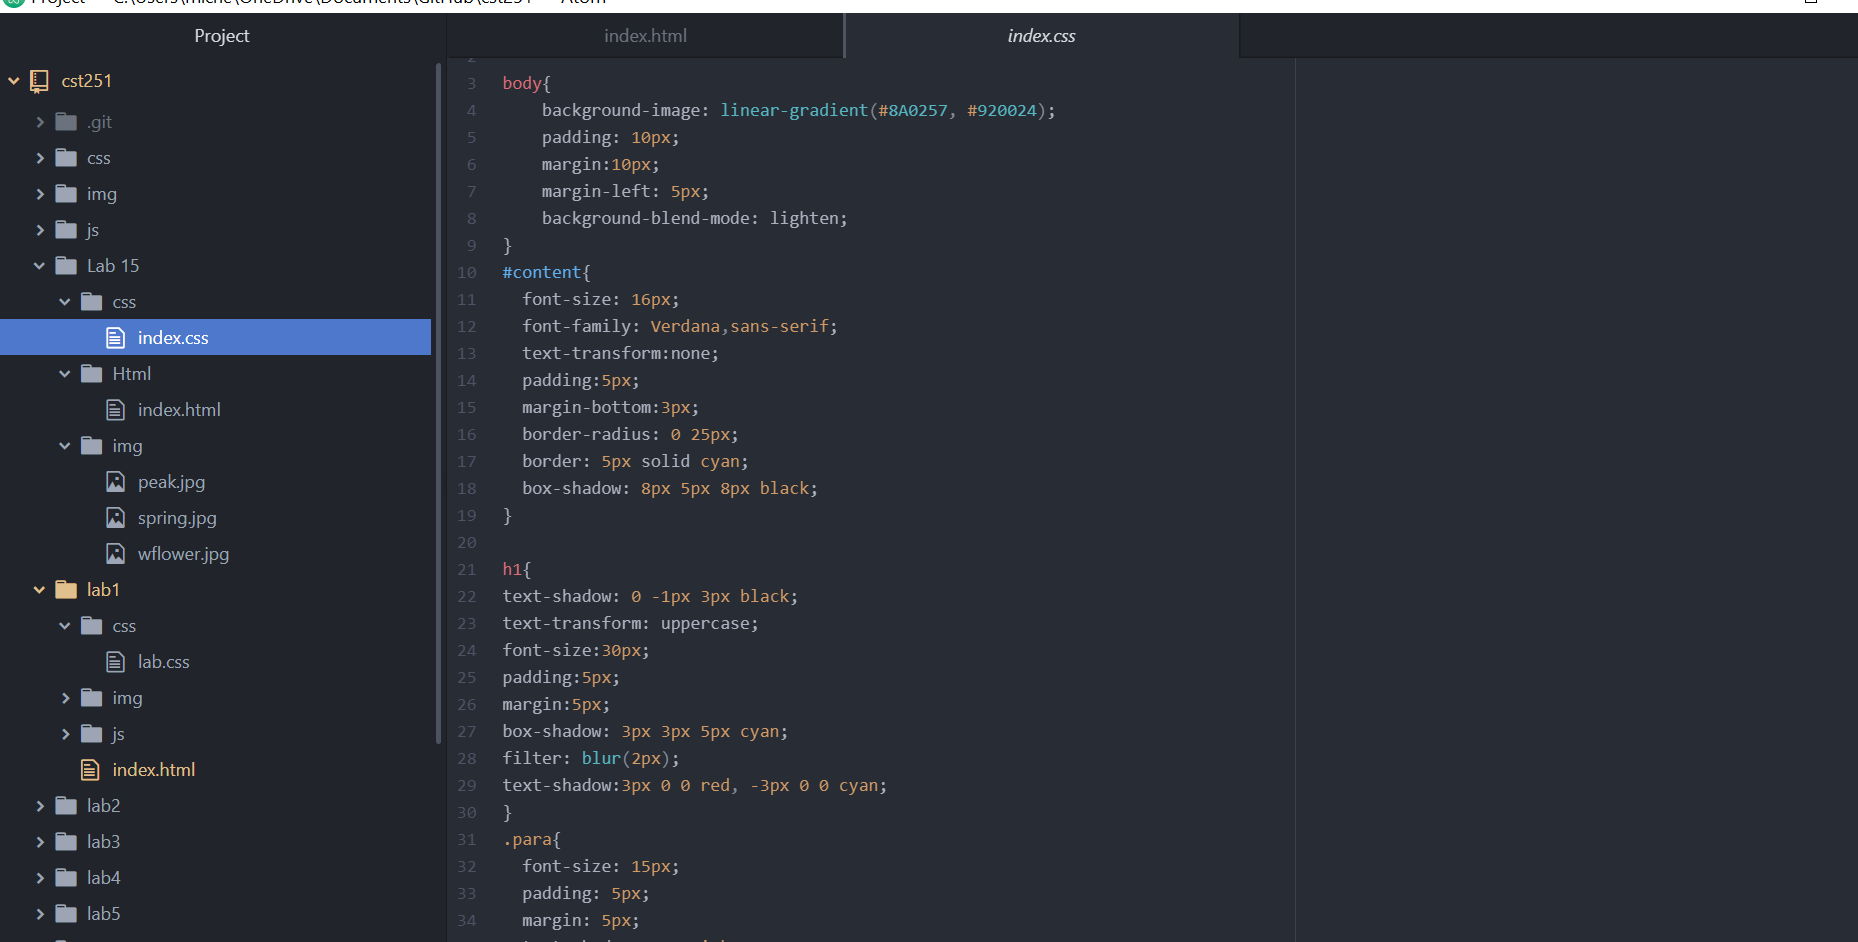 Project
cst251
.git
css
img
js
Lab 15
css
index.css
Html
index.html
img
peak.jpg
spring.jpg
wflower.jpg
lab1
css
lab.css
img
js
index.html
lab2
lab3
lab4
lab5
index.html
index.css
2
3 body{
4 background-image: linear-gradient(#8A0257, #920024);
5 padding: 10px;
6 margin:10px;
7 margin-left: 5px;
8 background-blend-mode: lighten;
9 }
10 #content{
11 font-size: 16px;
12 font-family: Verdana,sans-serif;
13 text-transform:none;
14 padding:5px;
15 margin-bottom:3px;
16 border-radius: 0 25px;
17 border: 5px solid cyan;
18 box-shadow: 8px 5px 8px black;
19 }
20
21 h1{
22 text-shadow: 0 -1px 3px black;
23 text-transform: uppercase;
24 font-size:30px;
25 padding:5px;
26 margin:5px;
27 box-shadow: 3px 3px 5px cyan;
28 filter: blur(2px);
29 text-shadow:3px 0 0 red, -3px 0 0 cyan;
30 }
31 .para{
32 font-size: 15px;
33 padding: 5px;
34 margin: 5px;